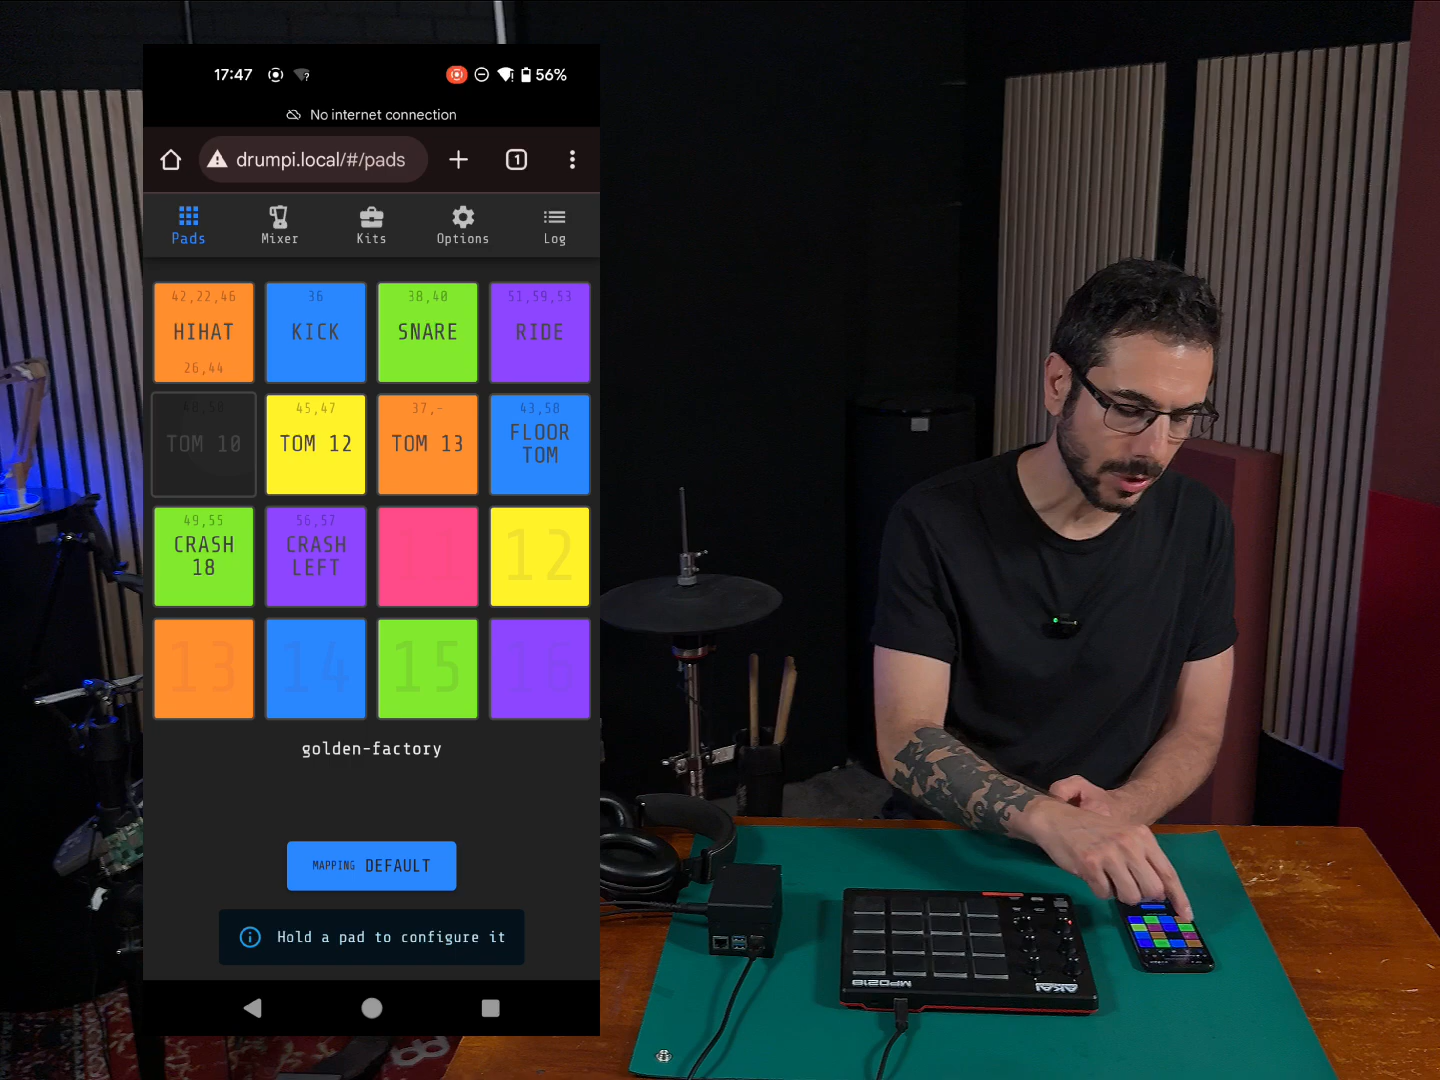 17:47
56%
No internet connection
drumpi.local/#/pads
1
Pads
Mixer
Kits
Options
Log
42,22,46
36
38,40
51,59,53
HIHAT
KICK
SNARE
RIDE
26,44
45,47
37,-
43,58
TOM 10
TOM 12
TOM 13
FLOOR
TOM
49,55
56,57
CRASH
18
CRASH
LEFT
11
12
13
14
15
16
golden-factory
MAPPING DEFAULT
Hold a pad to configure it
MPD218
AKAI